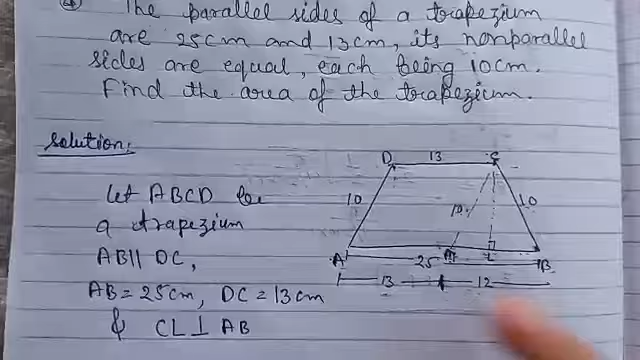 The parallel sides of a trapezium
are 25cm and 13cm, its nonparallel
sides are equal, each being 10cm.
Find the area of the trapezium.
Solution:
Let ABCD be
a trapezium
AB || DC,
AB = 25cm, DC = 13cm
& CL ⊥ AB
D 13 C
10 10 10
A 25 M L B
13 12